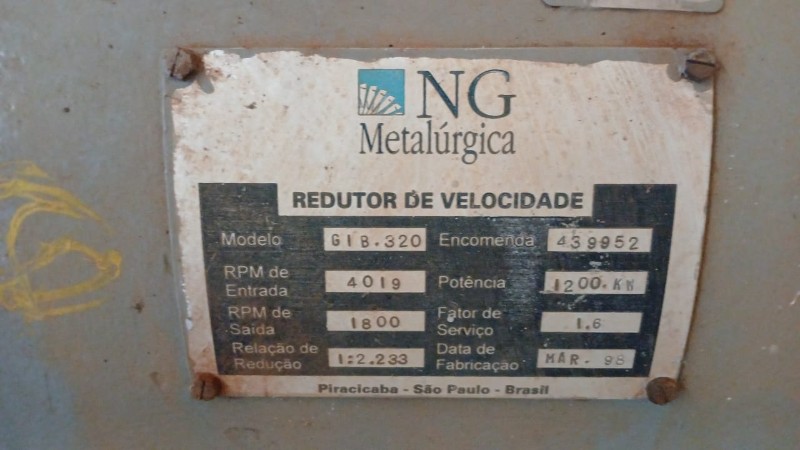 NG
Metalúrgica
REDUTOR DE VELOCIDADE
Modelo GIB.320 Encomenda 439952
RPM de Entrada 4019 Potência 1200.KW
RPM de Saída 1800 Fator de Serviço 1.6
Relação de Redução 1:2.233 Data de Fabricação MAR. 98
Piracicaba - São Paulo - Brasil